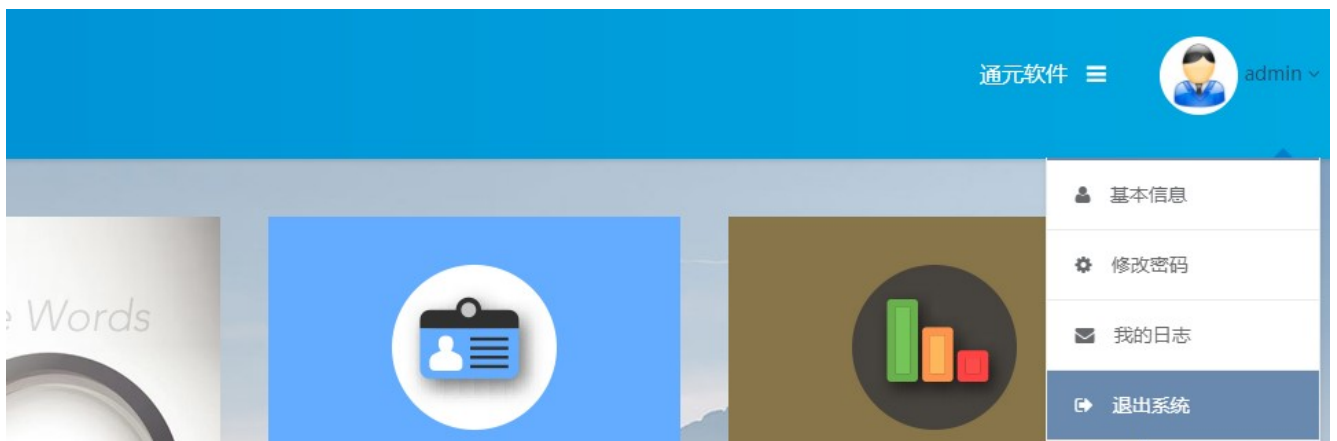 通元软件
admin
基本信息
修改密码
e Words
我的日志
退出系统